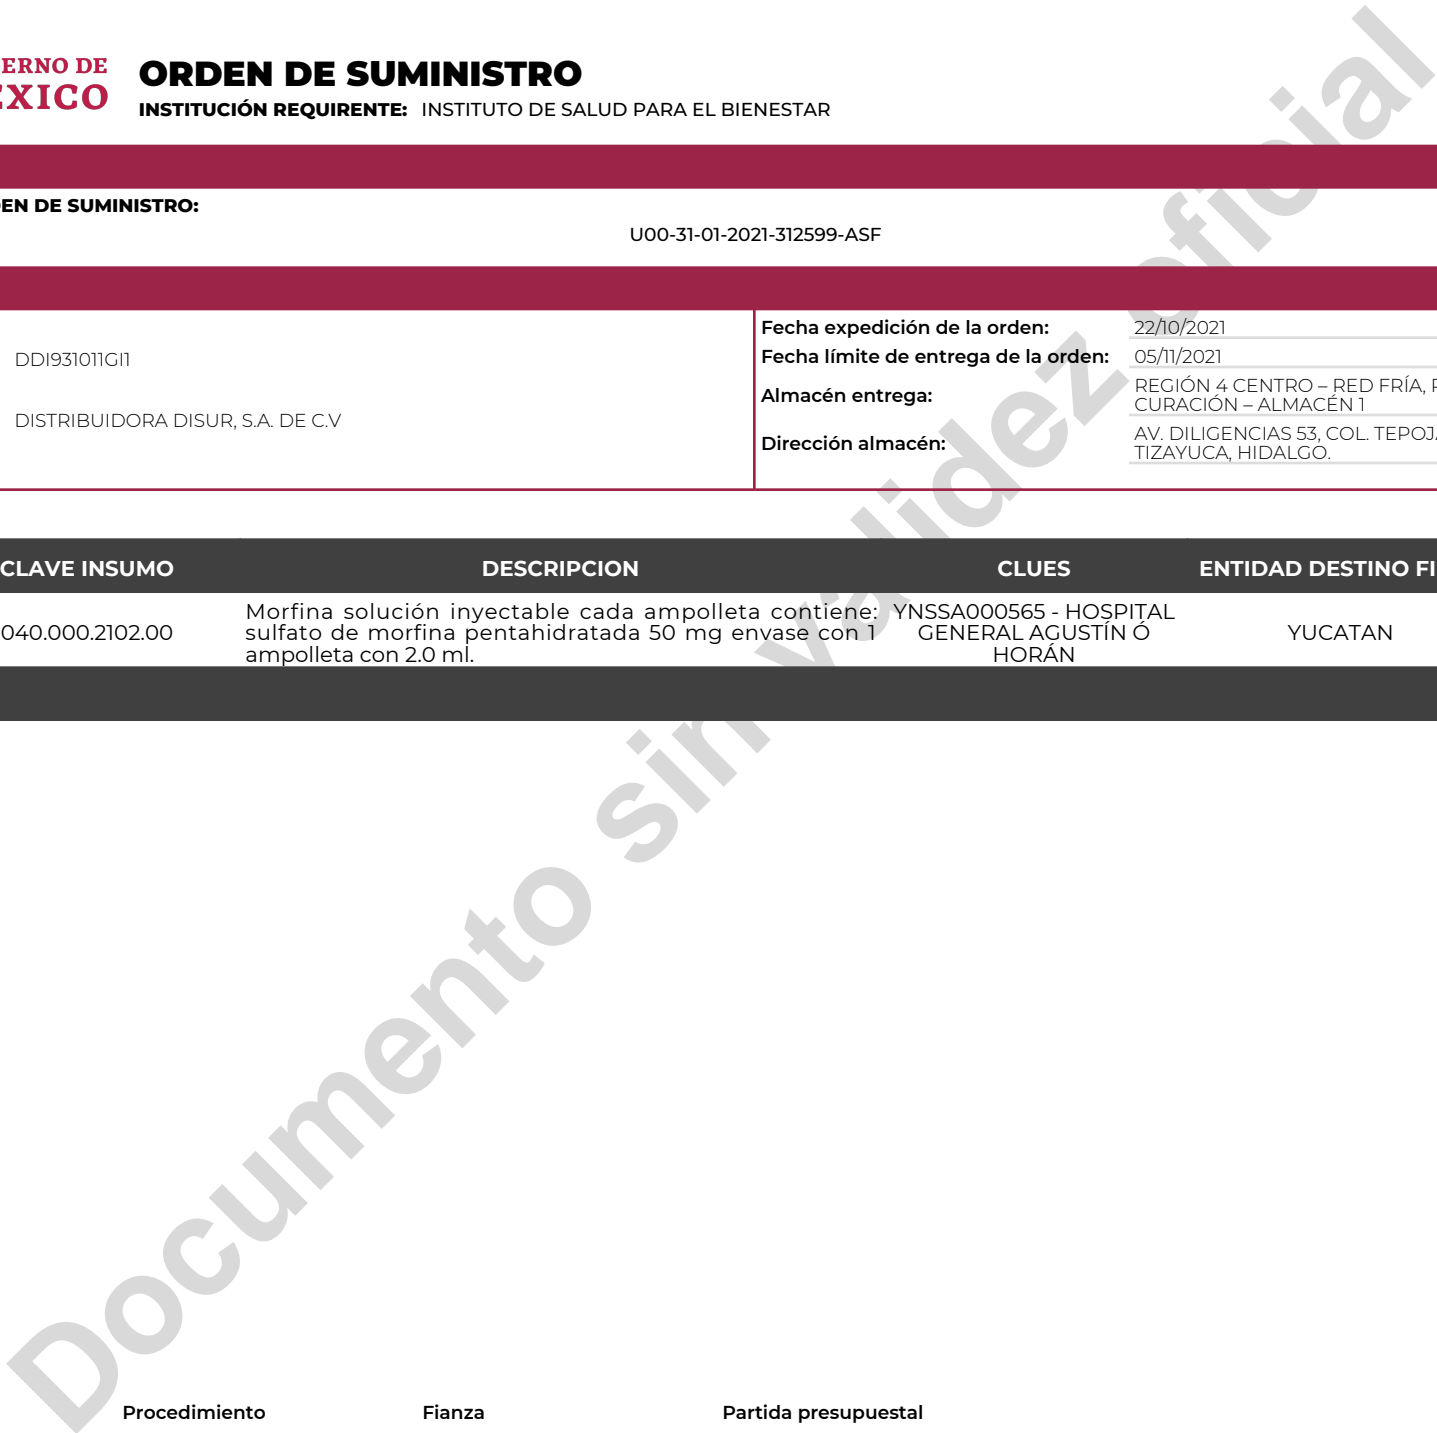 ERNO DE
EXICO
ORDEN DE SUMINISTRO
INSTITUCIÓN REQUIRENTE: INSTITUTO DE SALUD PARA EL BIENESTAR
EN DE SUMINISTRO:
U00-31-01-2021-312599-ASF
DDI931011GI1
DISTRIBUIDORA DISUR, S.A. DE C.V
Fecha expedición de la orden: 22/10/2021
Fecha límite de entrega de la orden: 05/11/2021
Almacén entrega:
REGIÓN 4 CENTRO – RED FRÍA,
CURACIÓN – ALMACÉN 1
Dirección almacén:
AV. DILIGENCIAS 53, COL. TEPOJ
TIZAYUCA, HIDALGO.
CLAVE INSUMO DESCRIPCION CLUES ENTIDAD DESTINO FI
040.000.2102.00
Morfina solución inyectable cada ampolleta contiene:
sulfato de morfina pentahidratada 50 mg envase con 1
ampolleta con 2.0 ml.
YNSSA000565 - HOSPITAL
GENERAL AGUSTÍN Ó
HORÁN
YUCATAN
Documento sin validez oficial
Procedimiento Fianza Partida presupuestal